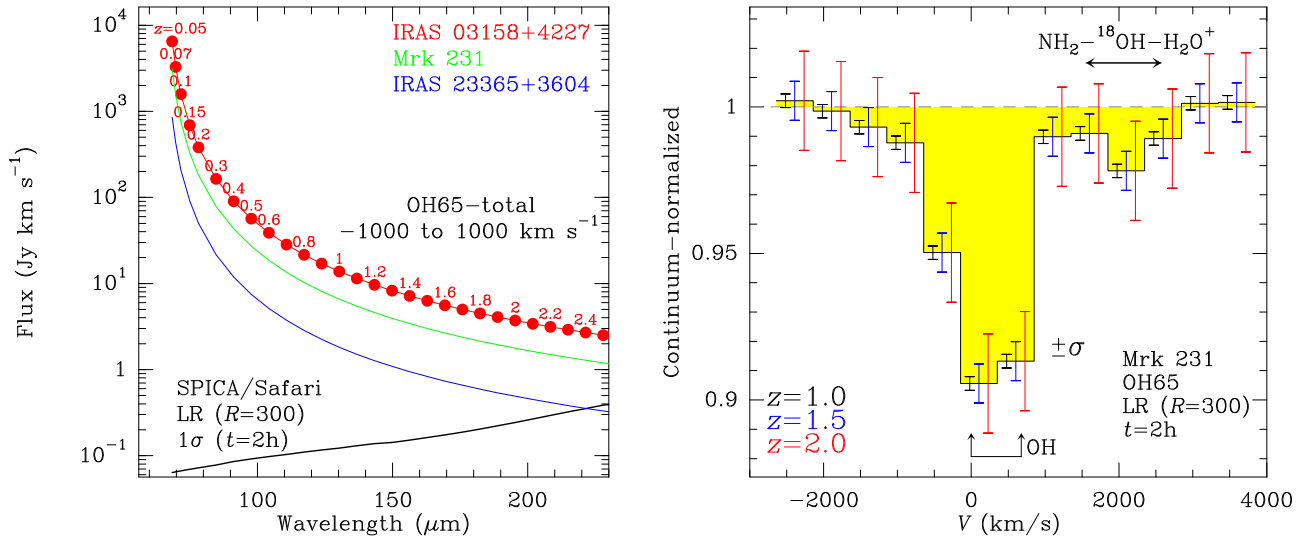 10⁴
10³
10²
10
1
10⁻¹
Flux (Jy km s⁻¹)
z=0.05
0.07
0.1
0.15
0.2
0.3
0.4
0.5
0.6
0.8
1
1.2
1.4
1.6
1.8
2
2.2
2.4
IRAS 03158+4227
Mrk 231
IRAS 23365+3604
OH65−total
−1000 to 1000 km s⁻¹
SPICA/Safari
LR (R=300)
1σ (t=2h)
100
150
200
Wavelength (μm)
Continuum−normalized
1
0.95
0.9
NH₂−¹⁸OH−H₂O⁺
±σ
z=1.0
z=1.5
z=2.0
OH
Mrk 231
OH65
LR (R=300)
t=2h
−2000
0
2000
4000
V (km/s)